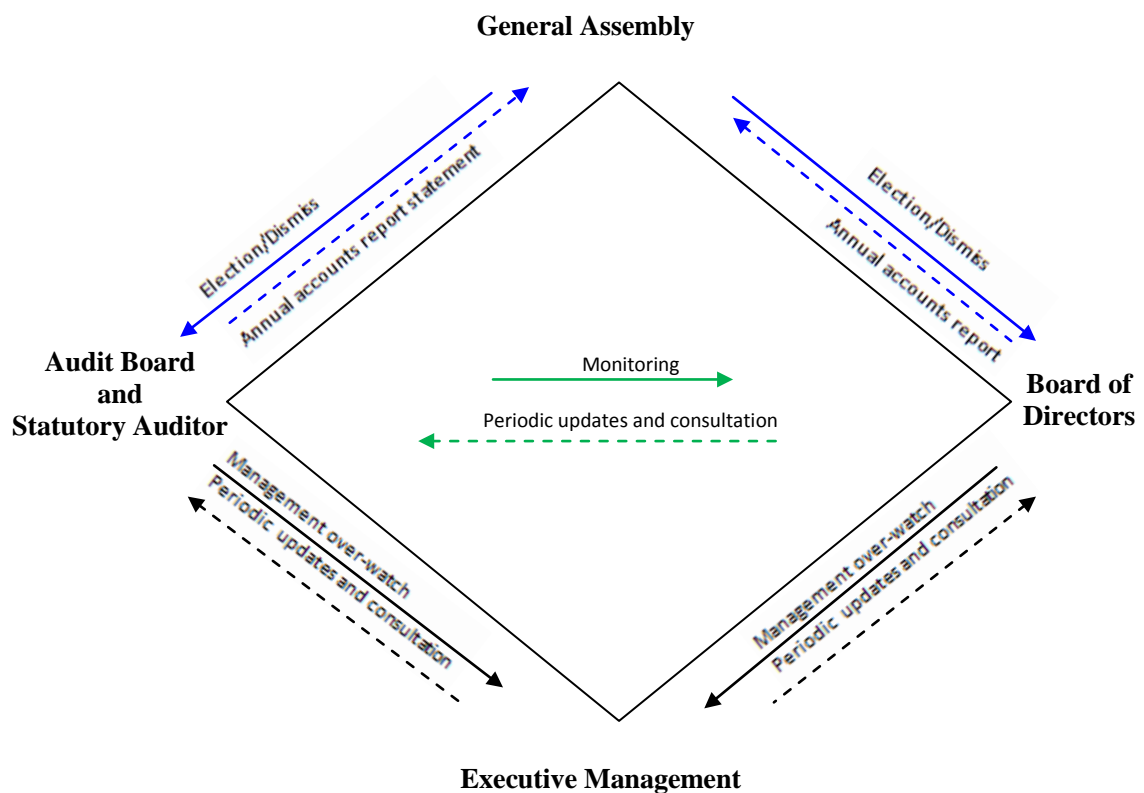 General Assembly
Election/Dismiss
Annual accounts report statement
Election/Dismiss
Annual accounts report
Audit Board
and
Statutory Auditor
Monitoring
Periodic updates and consultation
Board of
Directors
Management over-watch
Periodic updates and consultation
Management over-watch
Periodic updates and consultation
Executive Management